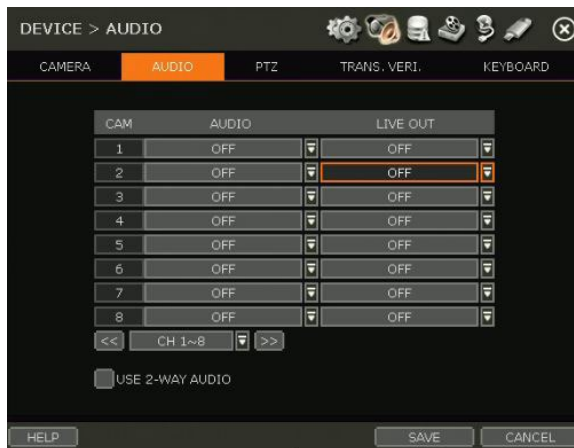 DEVICE > AUDIO
CAMERA AUDIO PTZ TRANS. VERI. KEYBOARD
CAM AUDIO LIVE OUT
1 OFF OFF
2 OFF OFF
3 OFF OFF
4 OFF OFF
5 OFF OFF
6 OFF OFF
7 OFF OFF
8 OFF OFF
<< CH 1~8 >>
USE 2-WAY AUDIO
HELP SAVE CANCEL